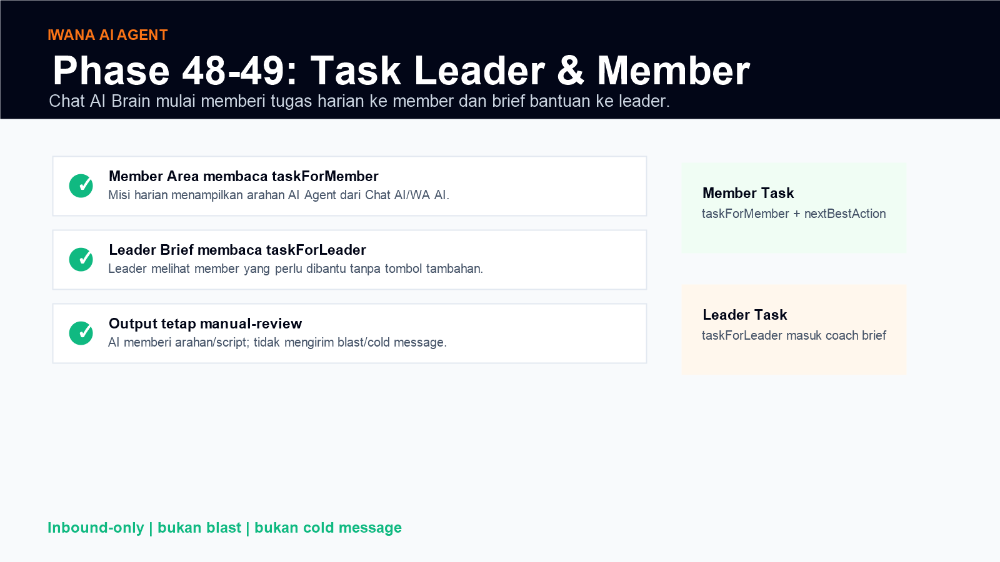 IWANA AI AGENT
Phase 48-49: Task Leader & Member
Chat AI Brain mulai memberi tugas harian ke member dan brief bantuan ke leader.
Member Area membaca taskForMember
Misi harian menampilkan arahan AI Agent dari Chat AI/WA AI.
Leader Brief membaca taskForLeader
Leader melihat member yang perlu dibantu tanpa tombol tambahan.
Output tetap manual-review
AI memberi arahan/script; tidak mengirim blast/cold message.
Member Task
taskForMember + nextBestAction
Leader Task
taskForLeader masuk coach brief
Inbound-only | bukan blast | bukan cold message